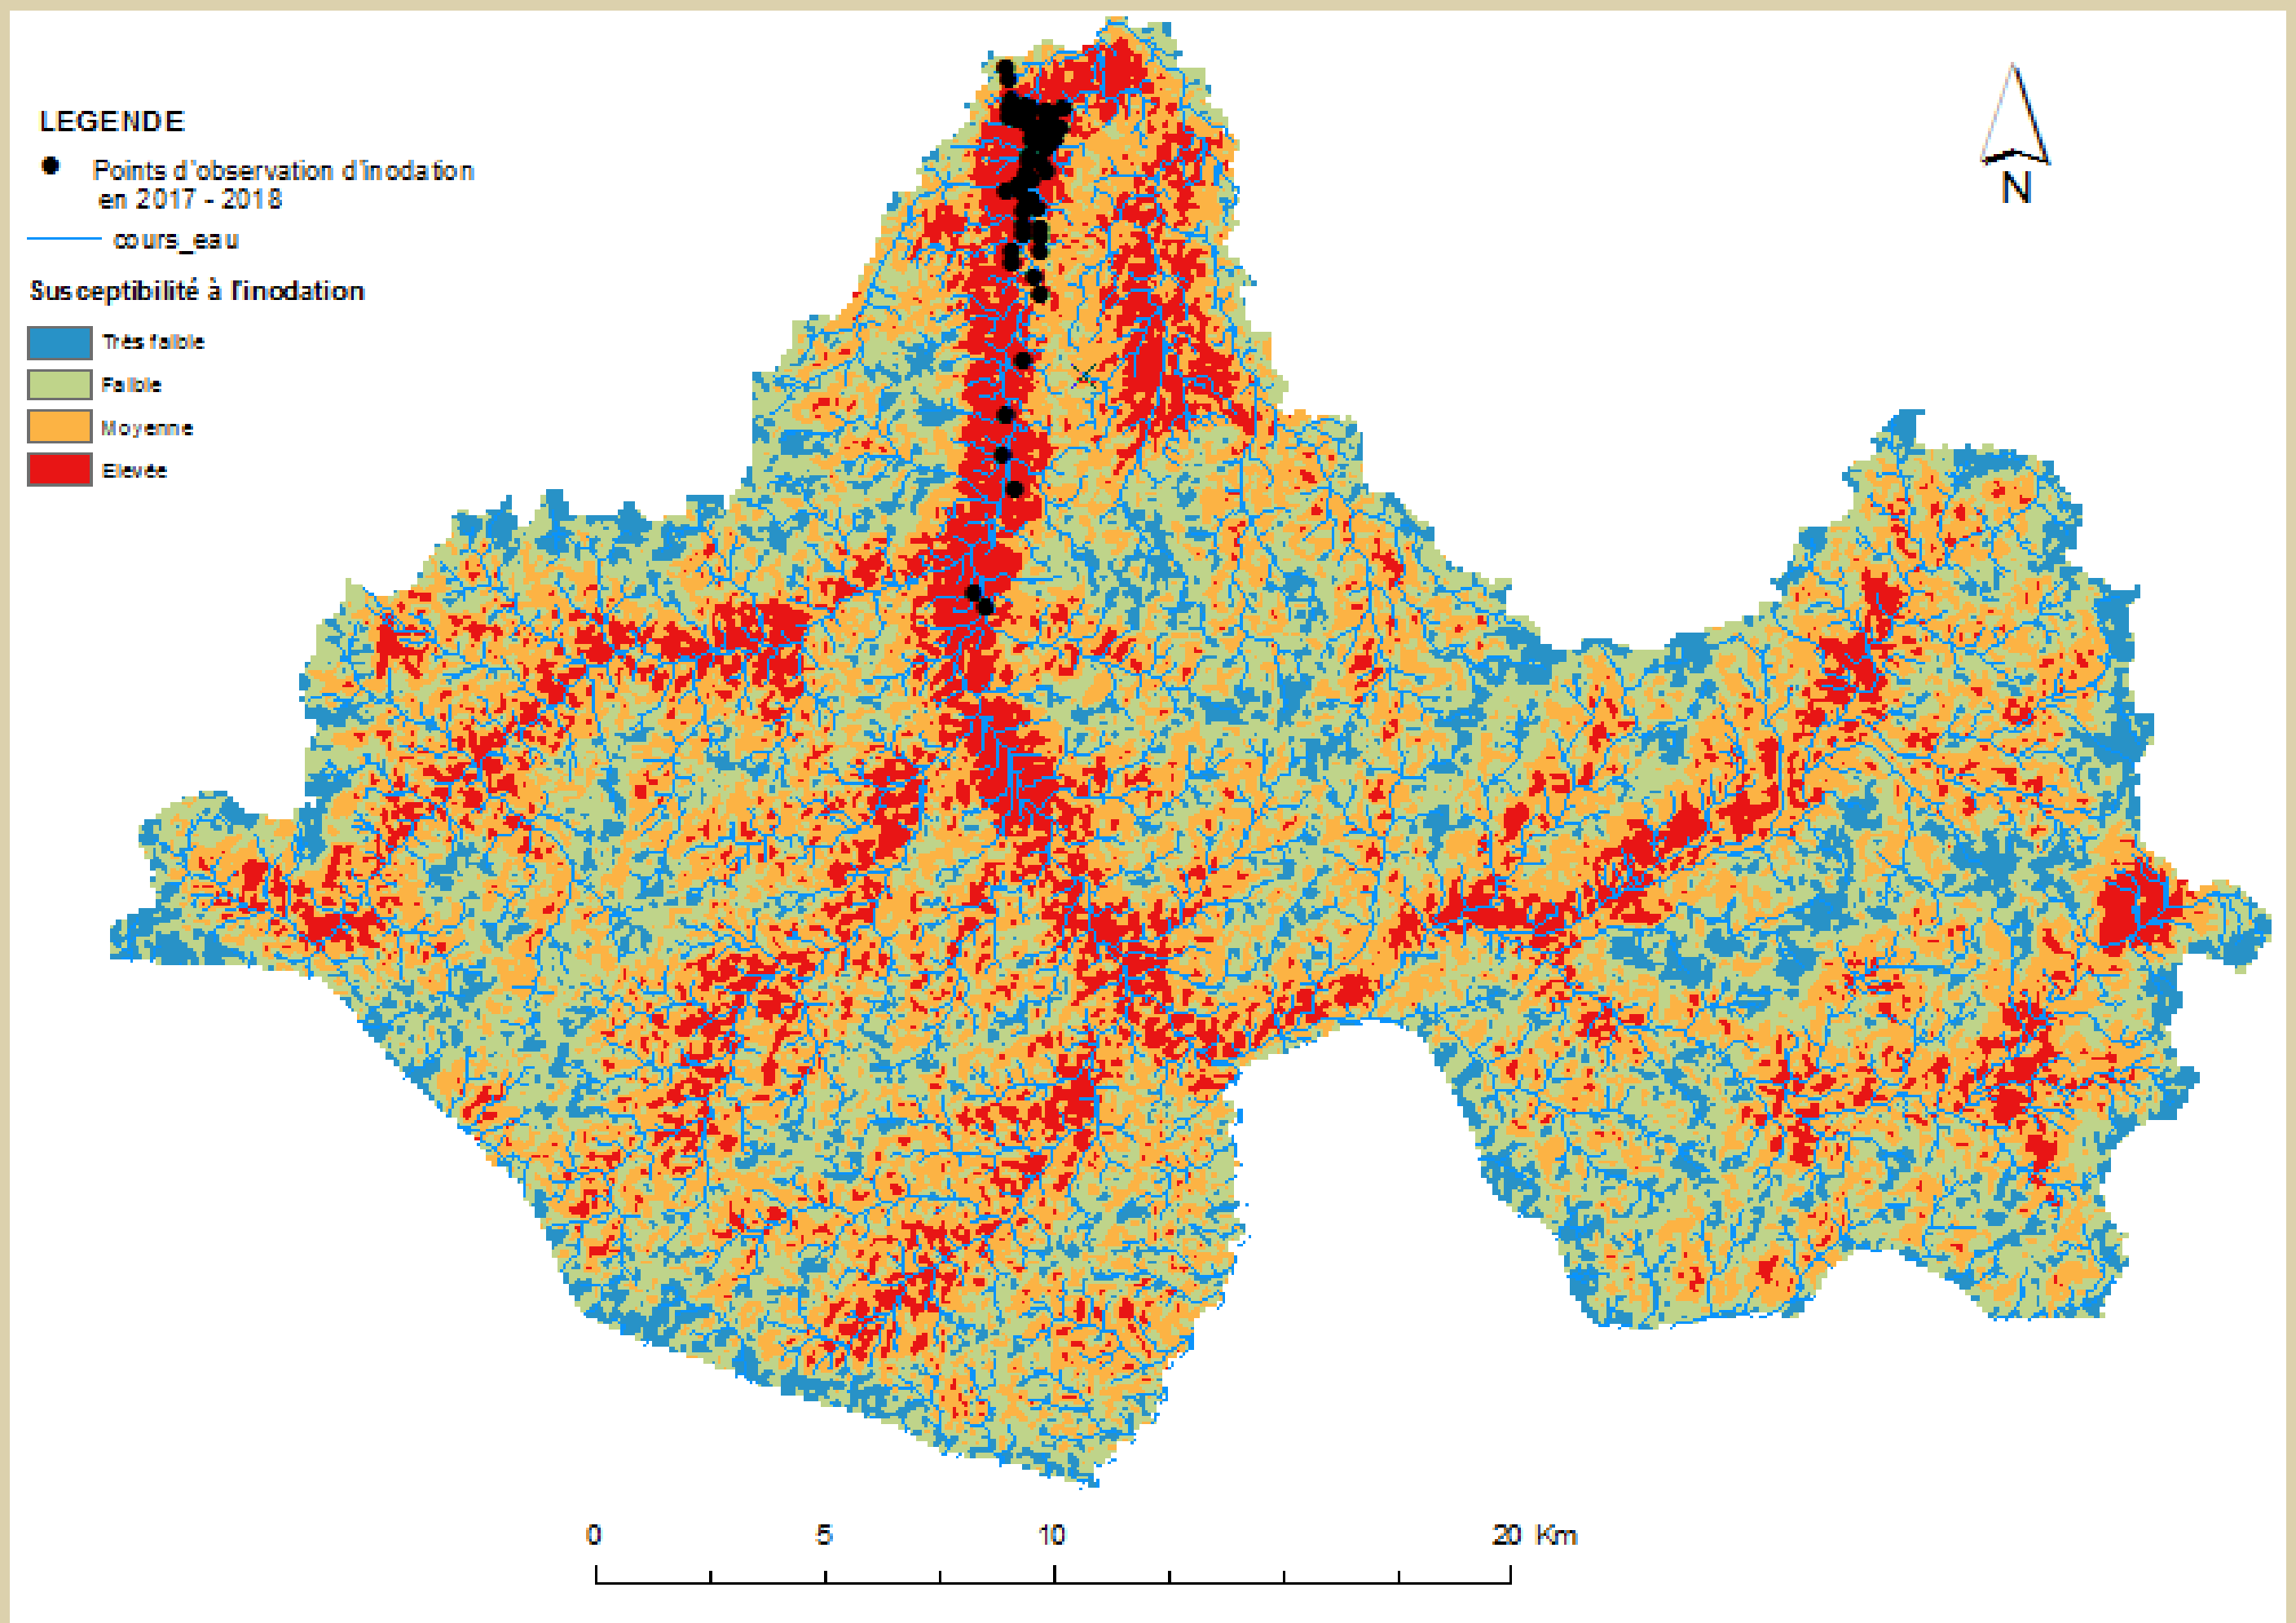 LEGENDE
Points d'observation d'inodation
en 2017 - 2018
cours_eau
Susceptibilité à l'inodation
Très faible
Faible
Moyenne
Elevée
N
0 5 10 20 Km